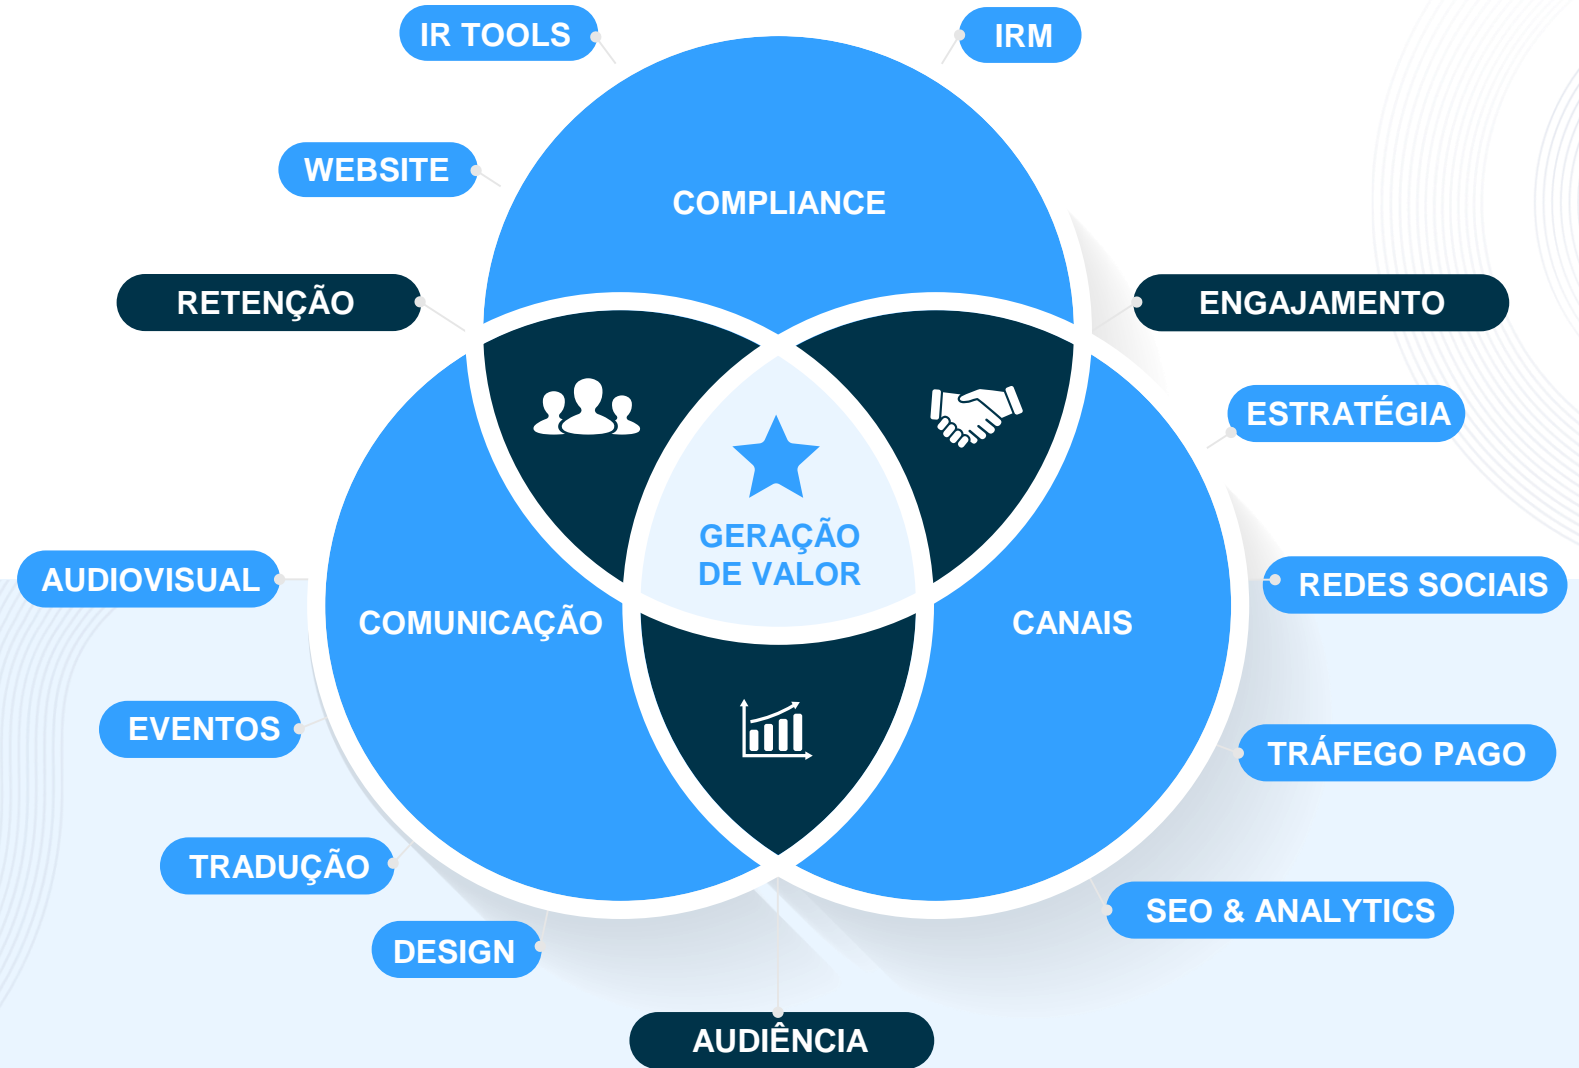 IR TOOLS
IRM
WEBSITE
COMPLIANCE
RETENÇÃO
ENGAJAMENTO
ESTRATÉGIA
GERAÇÃO
DE VALOR
AUDIOVISUAL
REDES SOCIAIS
COMUNICAÇÃO
CANAIS
EVENTOS
TRÁFEGO PAGO
TRADUÇÃO
SEO & ANALYTICS
DESIGN
AUDIÊNCIA